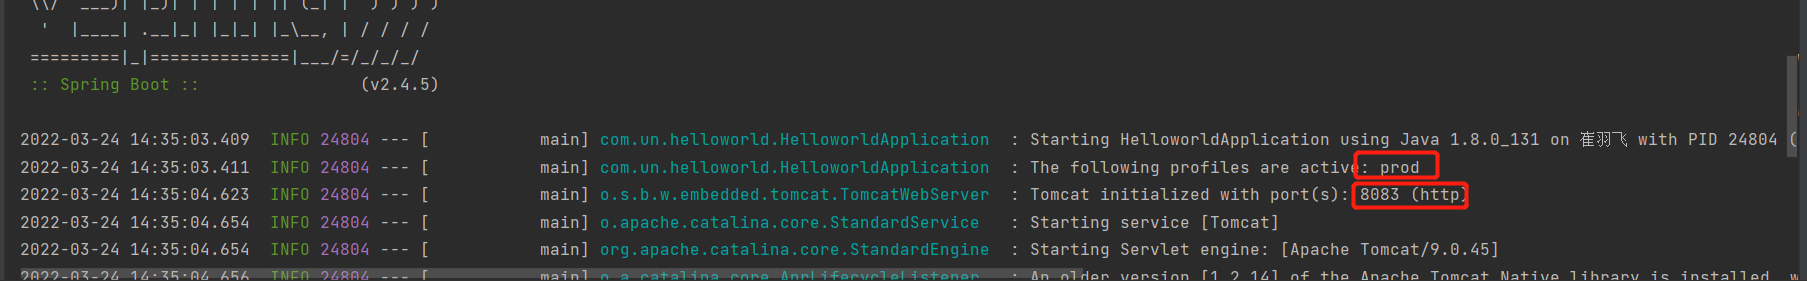 \\/  ___)| |_)| | | | | || (_| |  ) ) ) )
  '  |____| .__|_| |_|_| |_\__, | / / / /
 =========|_|==============|___/=/_/_/_/
 :: Spring Boot ::                (v2.4.5)
2022-03-24 14:35:03.409  INFO 24804 --- [           main] com.un.helloworld.HelloworldApplication  : Starting HelloworldApplication using Java 1.8.0_131 on 崔羽飞 with PID 24804 (
2022-03-24 14:35:03.411  INFO 24804 --- [           main] com.un.helloworld.HelloworldApplication  : The following profiles are active: prod
2022-03-24 14:35:04.623  INFO 24804 --- [           main] o.s.b.w.embedded.tomcat.TomcatWebServer  : Tomcat initialized with port(s): 8083 (http)
2022-03-24 14:35:04.654  INFO 24804 --- [           main] o.apache.catalina.core.StandardService   : Starting service [Tomcat]
2022-03-24 14:35:04.654  INFO 24804 --- [           main] org.apache.catalina.core.StandardEngine  : Starting Servlet engine: [Apache Tomcat/9.0.45]
2022-03-24 14:35:04.656  INFO 24804 --- [           main] o.a.catalina.core.AprLifecycleListener   : An older version [1.2.14] of the Apache Tomcat Native library is installed, w